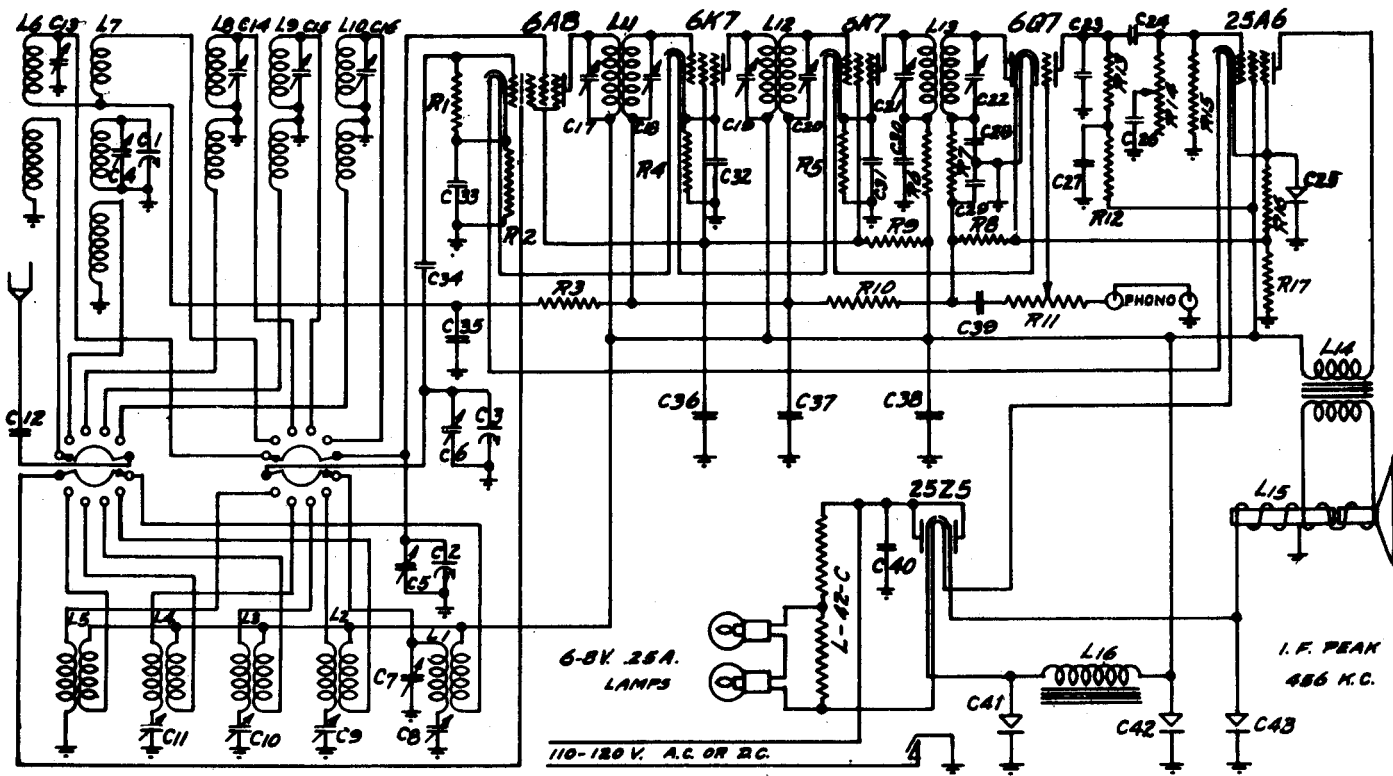 L6 C13 L7 L8 C14 L9 C15 L10 C16 6A8 L11 6K7 L12 6K7 L13 6Q7 C23 C24 25A6
R1 C17 C18 C19 C20 C21 C22 R13 R14 R15
C1 C4 R4 C32 R5 C31 C30 R6 R7 C28 C26 C27 C25
C33 C29 R12 R16
R2 R9 R8
C34 R3 R10 PHONO R17
C35 C39 R11
L14
C12 C3 C6 C36 C37 C38
25Z5 L15
C5 C2 C40
L-42-C
L5 L4 L3 L2 L1
6-8V. .25A.
LAMPS
L16 I.F. PEAK
456 K.C.
C7 C41 C42 C43
C11 C10 C9 C8
110-120 V. A.C. OR D.C.